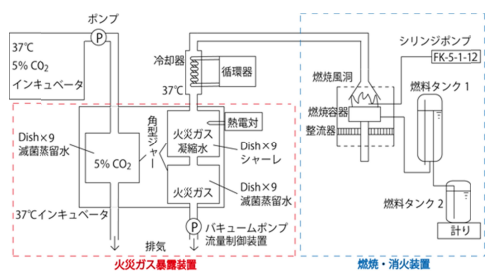 ポンプ
P
37℃
5% CO2
インキュベータ
冷却器
循環器
37℃
シリンジポンプ
FK-5-1-12
燃焼風洞
燃料タンク 1
燃焼容器
整流器
熱電対
角型ジャー
火災ガス
凝縮水
Dish×9
シャーレ
Dish×9
滅菌蒸留水
5% CO2
火災ガス
Dish×9
滅菌蒸留水
37℃インキュベータ
P
バキュームポンプ
流量制御装置
燃料タンク 2
計り
排気
火災ガス暴露装置
燃焼・消火装置